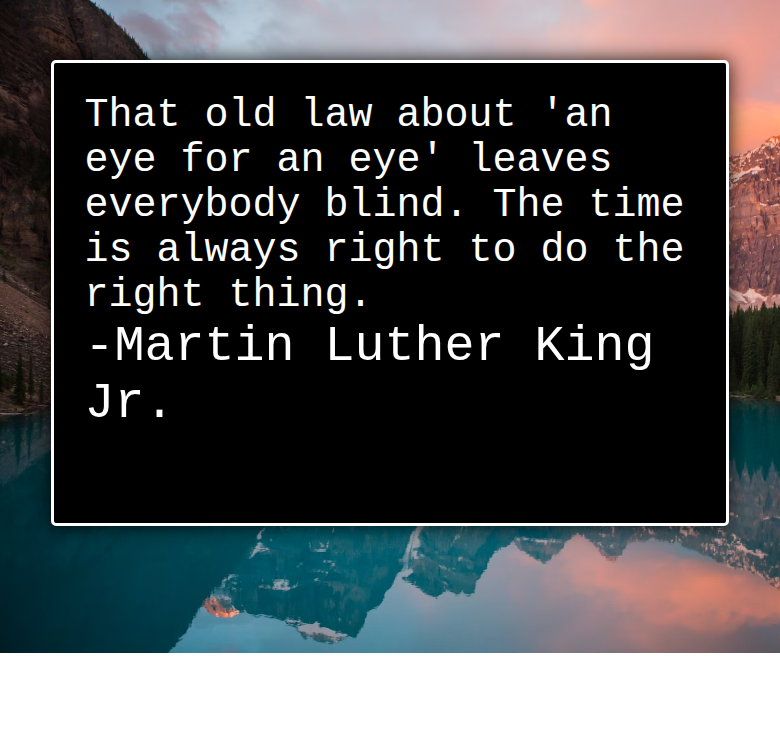 That old law about 'an
eye for an eye' leaves
everybody blind. The time
is always right to do the
right thing.
-Martin Luther King
Jr.